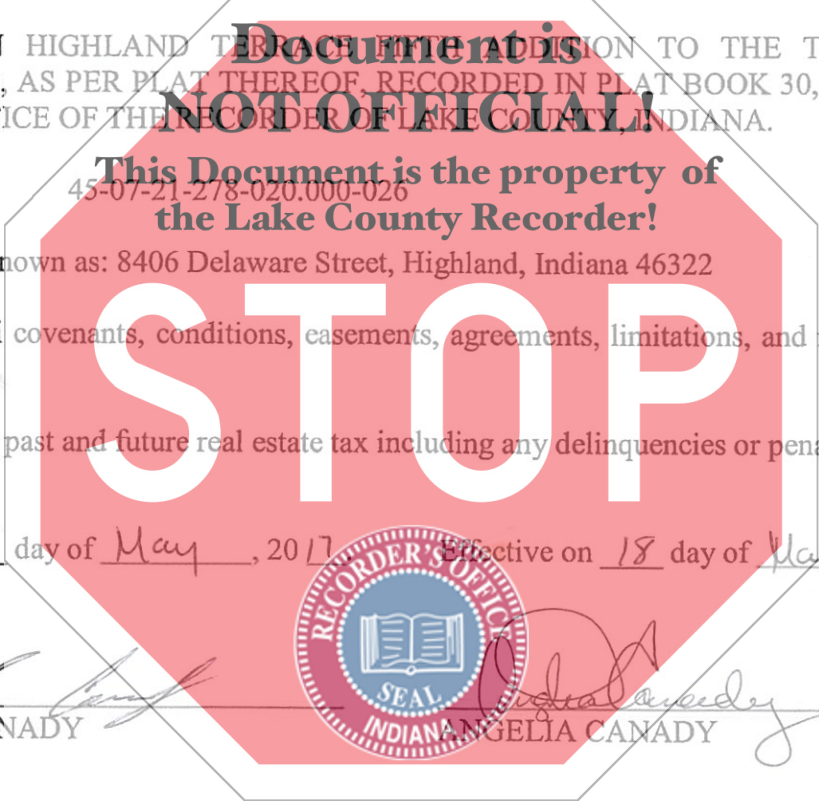 HIGHLAND TERRACE FIFTH ADDITION TO THE T
Document is
, AS PER PLAT THEREOF, RECORDED IN PLAT BOOK 30,
NOT OFFICIAL!
ICE OF THE RECORDER OF LAKE COUNTY, INDIANA.
This Document is the property of
45-07-21-278-020.000-026
the Lake County Recorder!
nown as: 8406 Delaware Street, Highland, Indiana 46322
STOP
covenants, conditions, easements, agreements, limitations, and
past and future real estate tax including any delinquencies or pena
day of May , 2017. Effective on 18 day of Ma
RECORDER'S OFFICE
SEAL
INDIANA
NADY ANGELIA CANADY
Angelia Canady